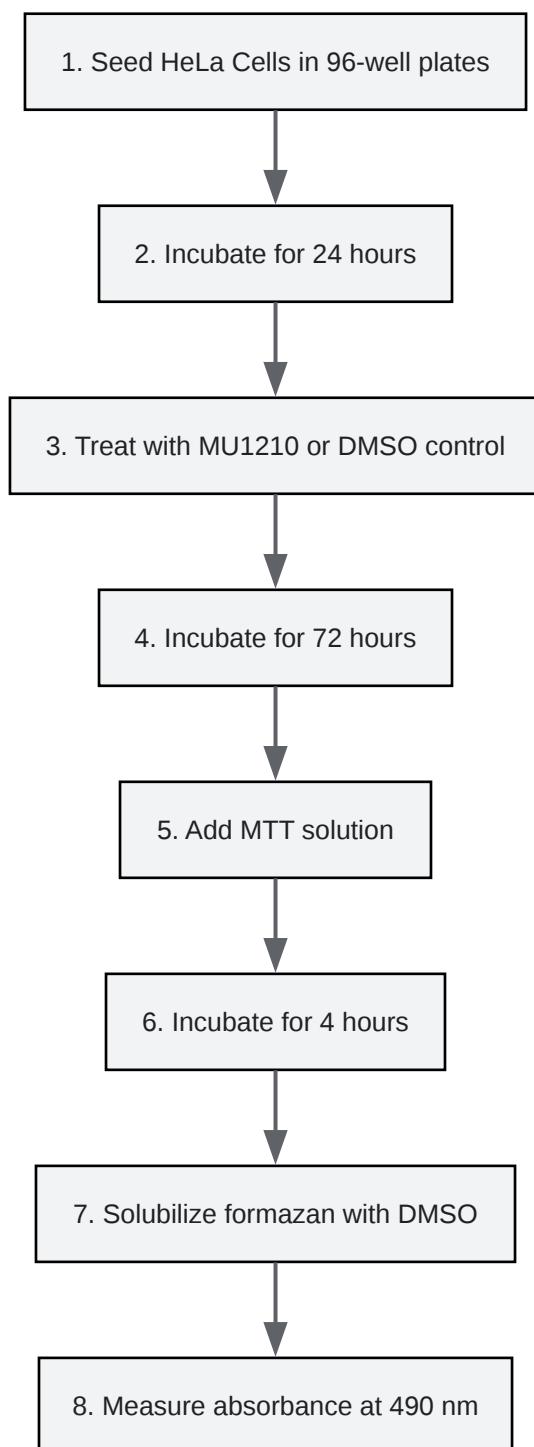 1. Seed HeLa Cells in 96-well plates
2. Incubate for 24 hours
3. Treat with MU1210 or DMSO control
4. Incubate for 72 hours
5. Add MTT solution
6. Incubate for 4 hours
7. Solubilize formazan with DMSO
8. Measure absorbance at 490 nm